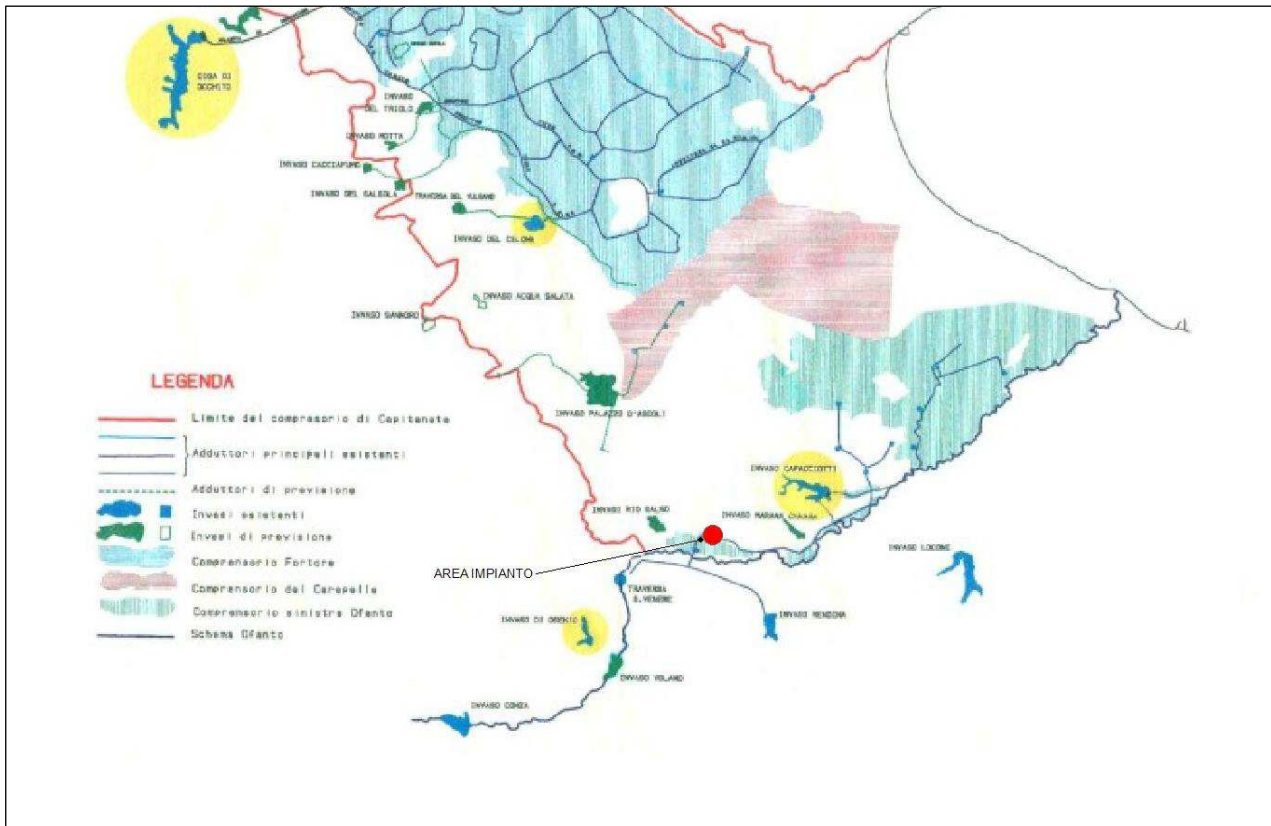 DIGA DI
OCCHITO
INVASO
DEL TRIOLO
INVASO MOTTA
INVASO CACCIAFUMO
INVASO DEL SALSOLA
TRAVERSA DEL VULGANO
INVASO DEL CELONE
INVASO ACQUA SALATA
INVASO SANNORO
INVASO PALAZZO D'ASCOLI
LEGENDA
Limite del comprensorio di Capitanata
Adduttori principali esistenti
Adduttori di previsione
Invasi esistenti
Invasi di previsione
Comprensorio Fortore
Comprensorio del Carapelle
Comprensorio sinistra Ofanto
Schema Ofanto
INVASO CAPACCIOTTI
INVASO RIO SALSO
INVASO MARANA CAPACC
INVASO LOCONE
AREA IMPIANTO
TRAVERSA
S.VENERE
INVASO RENDINA
INVASO DI OSENTO
INVASO VOLANO
INVASO CONZA